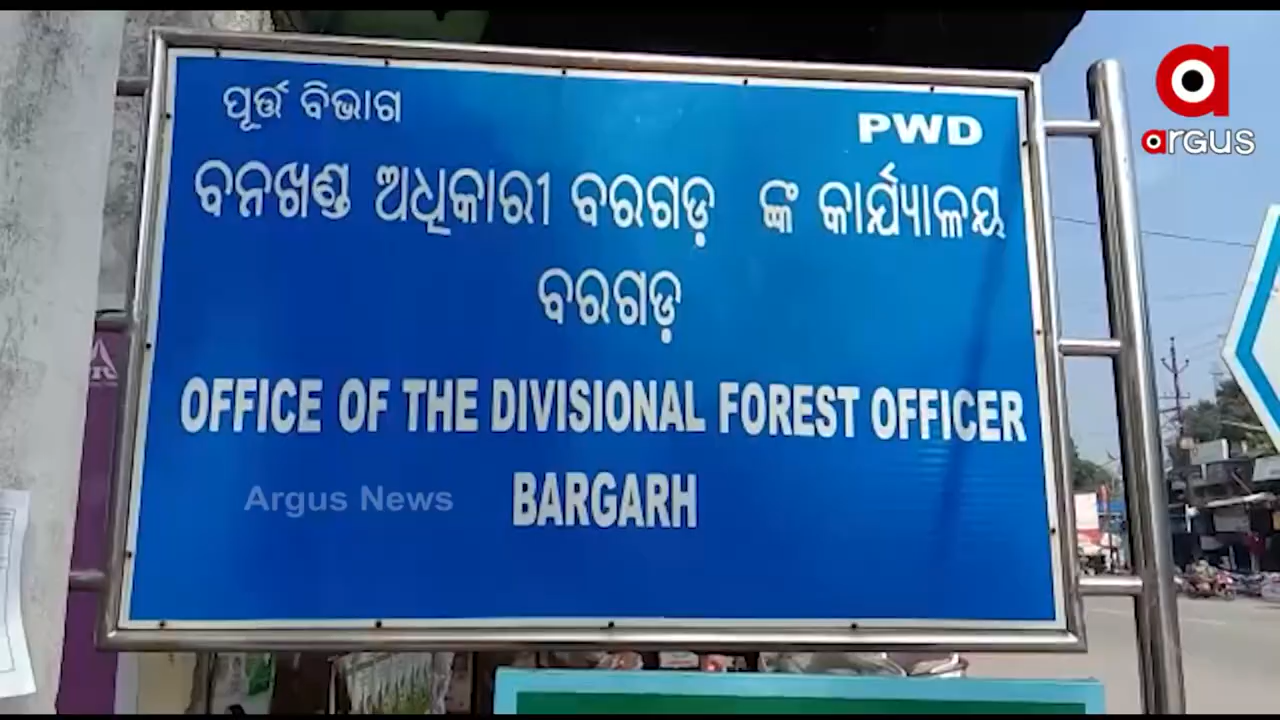 ପୂର୍ତ୍ତ ବିଭାଗ
PWD
ବନଖଣ୍ଡ ଅଧିକାରୀ ବରଗଡ଼ ଙ୍କ କାର୍ଯ୍ୟାଳୟ
ବରଗଡ଼
OFFICE OF THE DIVISIONAL FOREST OFFICER
BARGARH
Argus News
a
argus